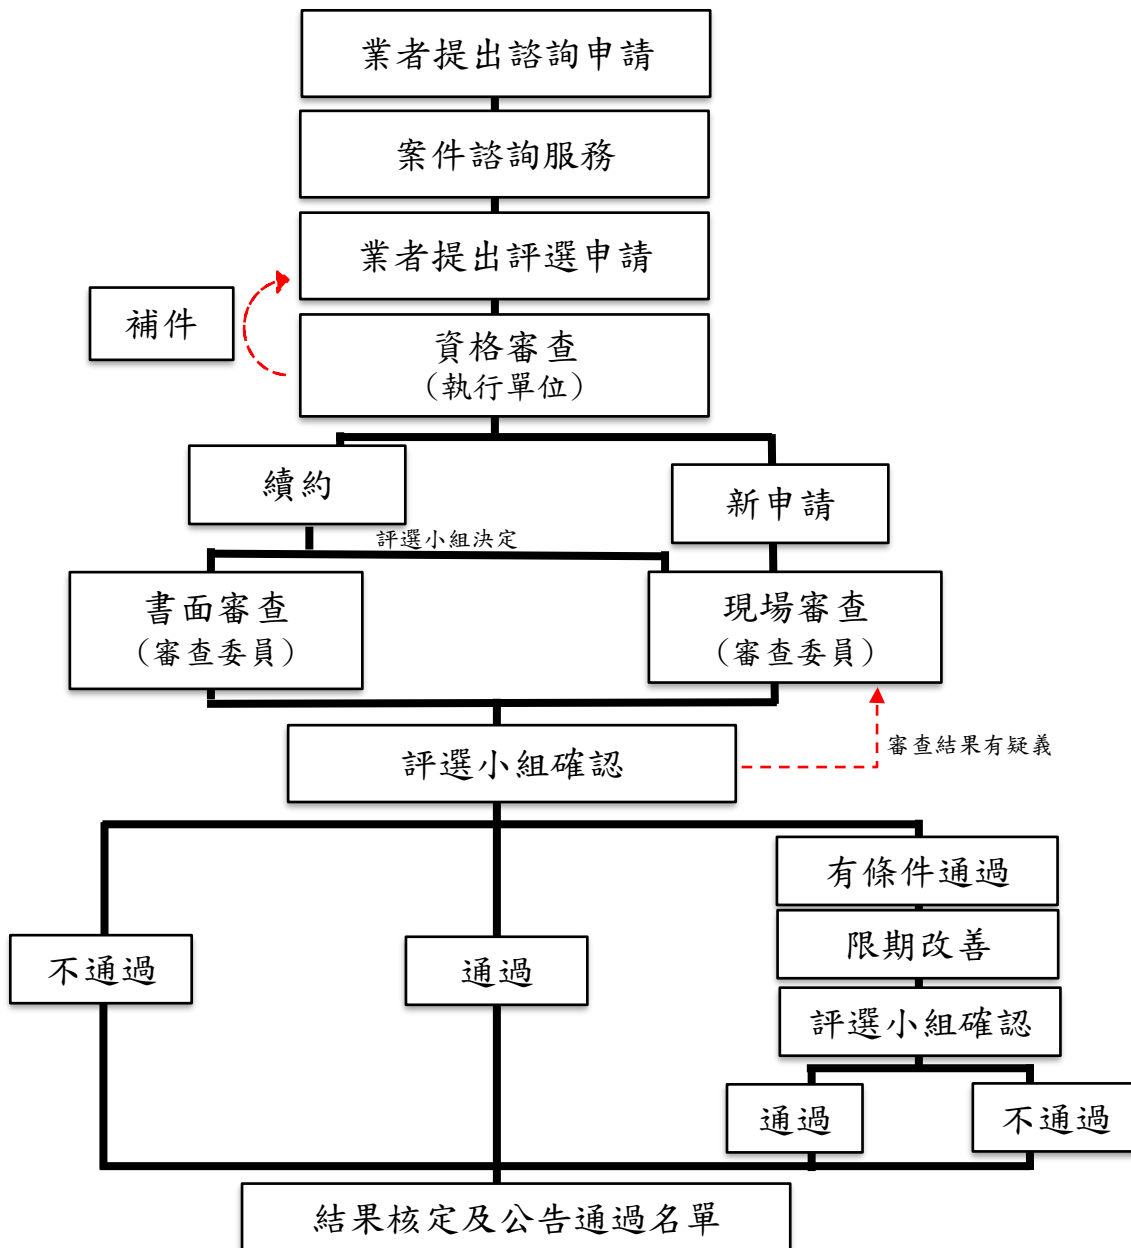 業者提出諮詢申請
案件諮詢服務
業者提出評選申請
補件
資格審查
（執行單位）
續約
新申請
評選小組決定
書面審查
（審查委員）
現場審查
（審查委員）
評選小組確認
審查結果有疑義
有條件通過
限期改善
不通過
通過
評選小組確認
通過
不通過
結果核定及公告通過名單